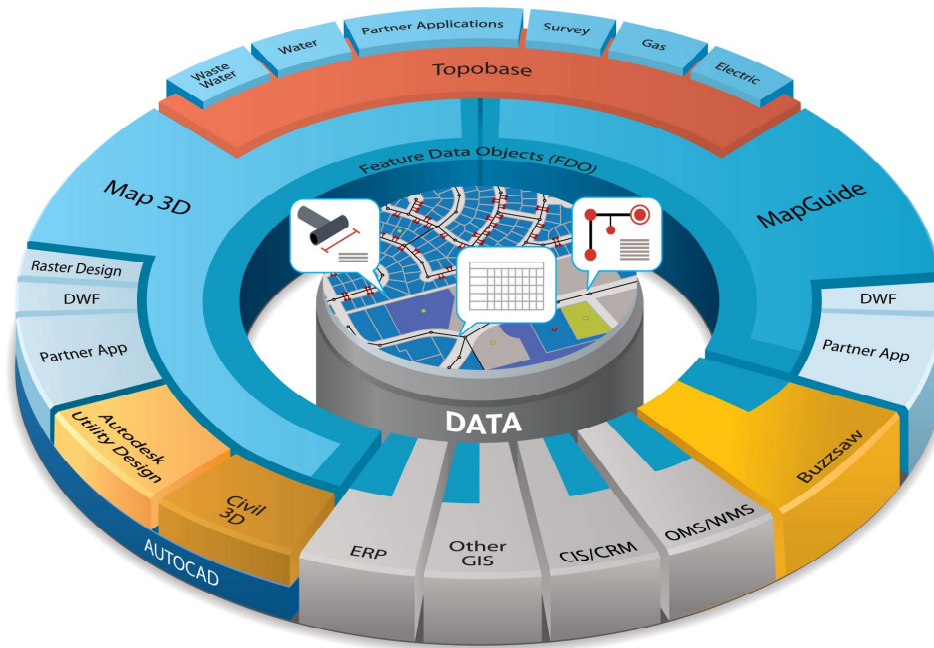 Waste
Water
Water
Partner Applications
Survey
Gas
Electric
Topobase
Feature Data Objects (FDO)
Map 3D
MapGuide
Raster Design
DWF
Partner App
DWF
Partner App
DATA
Autodesk
Utility Design
Civil
3D
AUTOCAD
ERP
Other
GIS
CIS/CRM
OMS/WMS
Buzzsaw